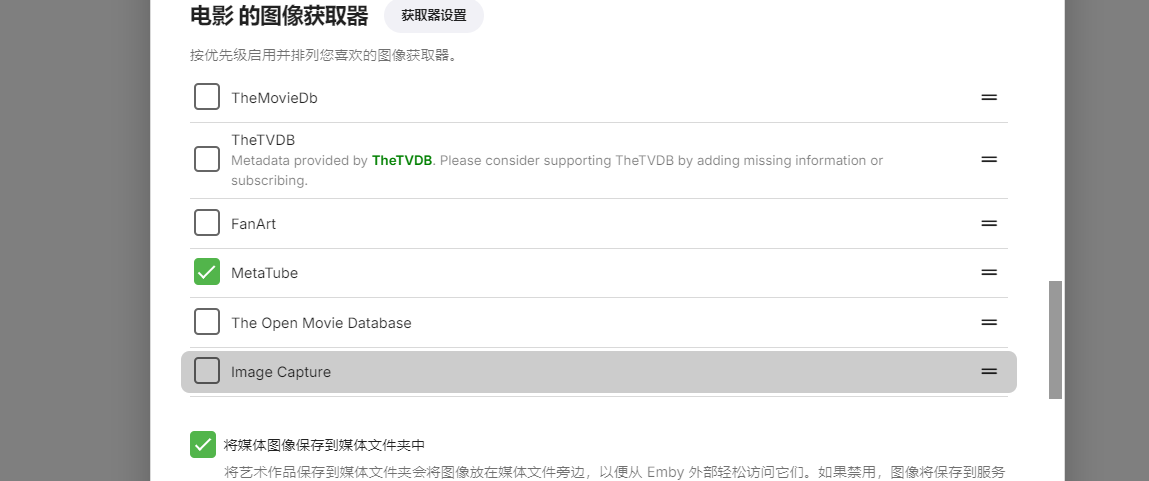 电影 的图像获取器 获取器设置
按优先级启用并排列您喜欢的图像获取器。
TheMovieDb
TheTVDB
Metadata provided by TheTVDB. Please consider supporting TheTVDB by adding missing information or
subscribing.
FanArt
MetaTube
The Open Movie Database
Image Capture
将媒体图像保存到媒体文件夹中
将艺术作品保存到媒体文件夹会将图像放在媒体文件旁边，以便从 Emby 外部轻松访问它们。如果禁用，图像将保存到服务